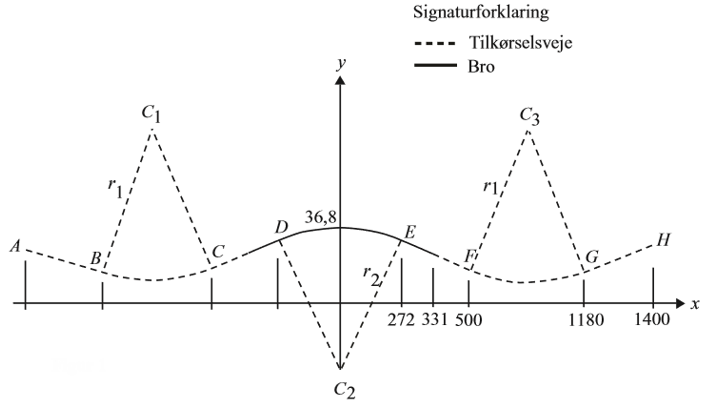 Signaturforklaring
Tilkørselsveje
Bro
y
C1
C3
r1
r1
36,8
A
B
C
D
E
F
G
H
r2
x
272 331 500 1180 1400
C2